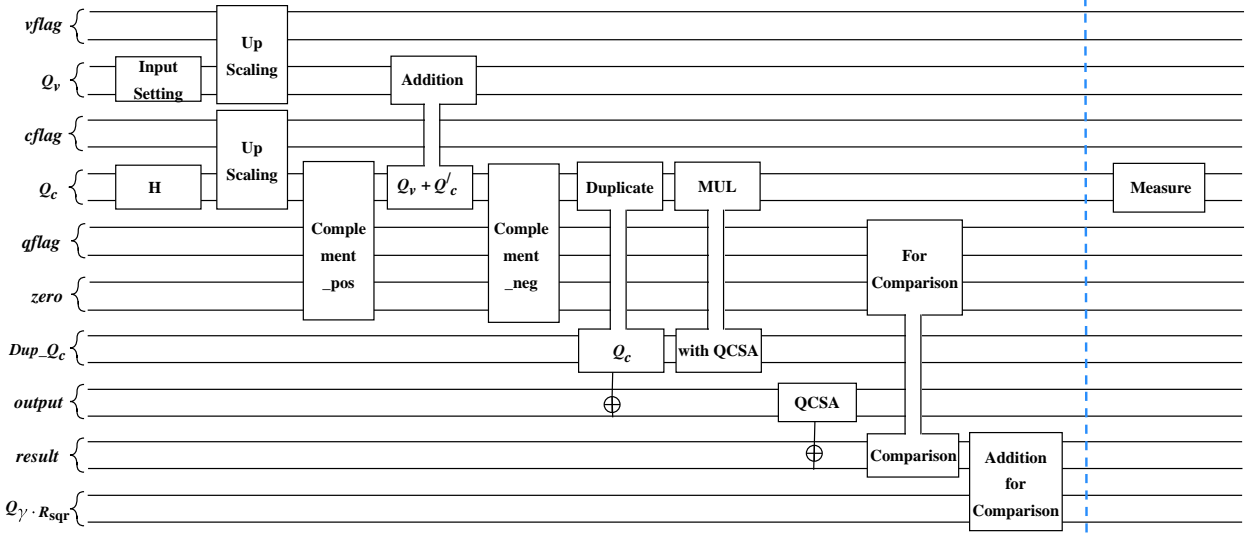 vflag
Up
Scaling
Q_v
Input
Setting
Addition
cflag
Up
Scaling
Q_c
H
Q_v + Q^/_c
Duplicate
MUL
Measure
Comple
ment
_pos
Comple
ment
_neg
qflag
For
Comparison
zero
Dup_Q_c
Q_c
with QCSA
output
QCSA
result
Comparison
Addition
for
Comparison
Q_γ · R_sqr